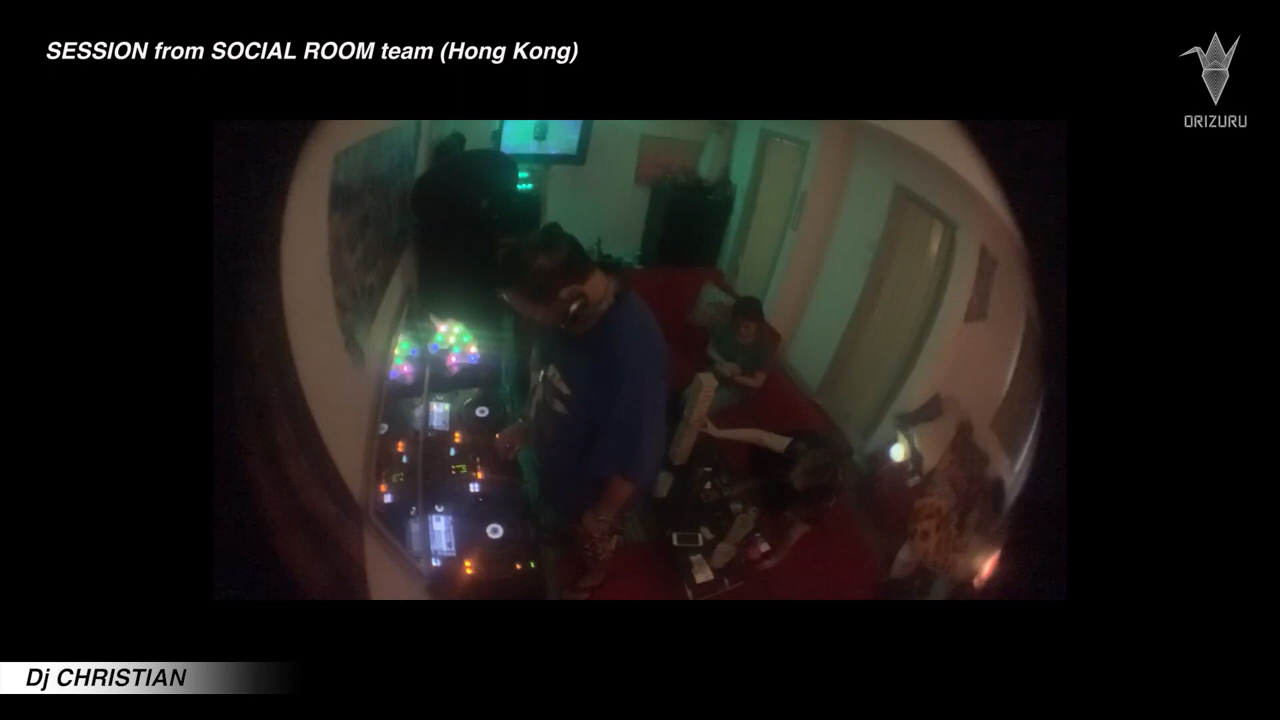 SESSION from SOCIAL ROOM team (Hong Kong)
ORIZURU
Dj CHRISTIAN